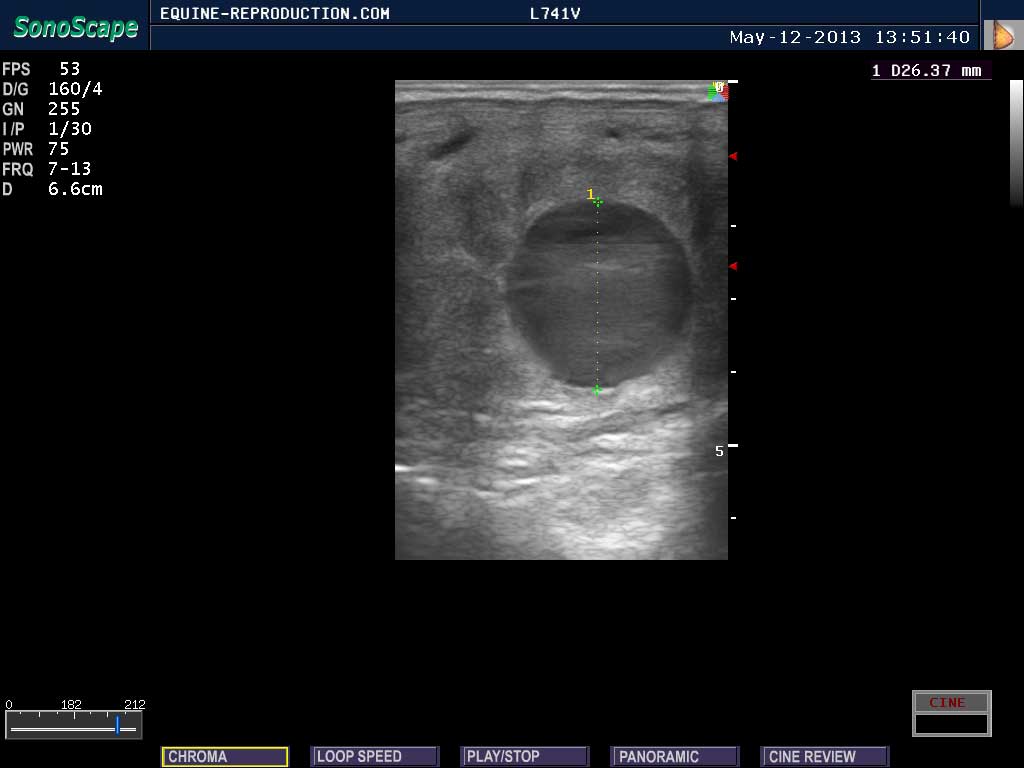 SonoScape
EQUINE-REPRODUCTION.COM L741V
May-12-2013 13:51:40
FPS 53
D/G 160/4
GN 255
I/P 1/30
PWR 75
FRQ 7-13
D 6.6cm
1 D26.37 mm
0
1
5
0 182 212
CINE
CHROMA LOOP SPEED PLAY/STOP PANORAMIC CINE REVIEW